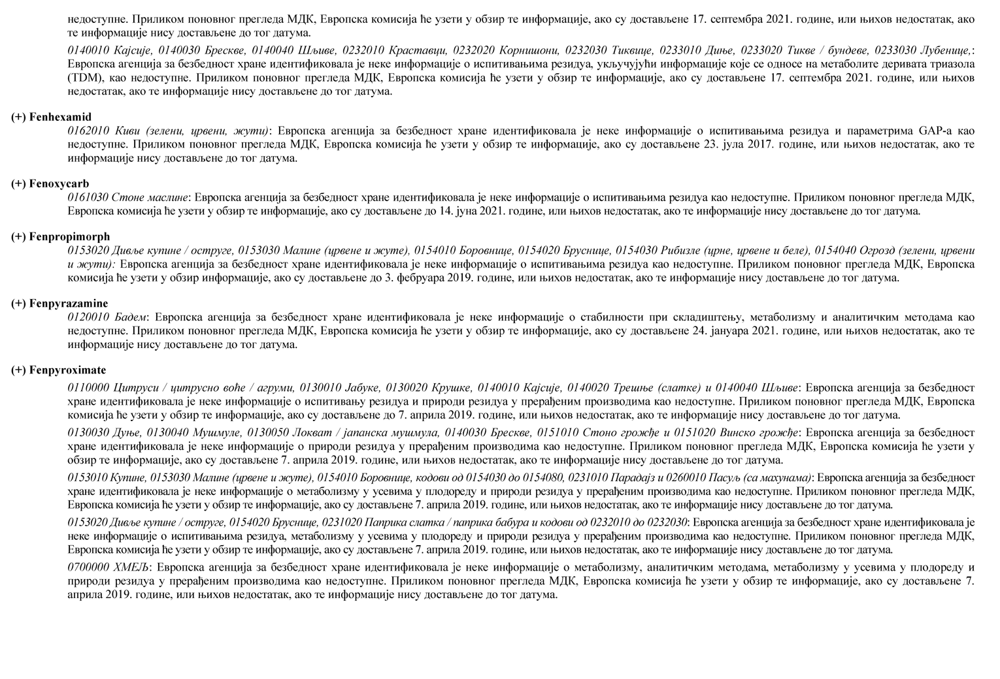 недоступне. Приликом поновног прегледа МДК, Европска комисија ће узети у обзир те информације, ако су достављене 17. септембра 2021. године, или њихов недостатак, ако
те информације нису достављене до тог датума.
0140010 Кајсије, 0140030 Брескве, 0140040 Шљиве, 0232010 Краставци, 0232020 Корнишони, 0232030 Тиквице, 0233010 Диње, 0233020 Тикве / бундеве, 0233030 Лубенице,:
Европска агенција за безбедност хране идентификовала је неке информације о испитивањима резидуа, укључујући информације које се односе на метаболите деривата триазола
(TDM), као недоступне. Приликом поновног прегледа МДК, Европска комисија ће узети у обзир те информације, ако су достављене 17. септембра 2021. године, или њихов
недостатак, ако те информације нису достављене до тог датума.
(+) Fenhexamid
0162010 Киви (зелени, црвени, жути): Европска агенција за безбедност хране идентификовала је неке информације о испитивањима резидуа и параметрима GAP-а као
недоступне. Приликом поновног прегледа МДК, Европска комисија ће узети у обзир те информације, ако су достављене 23. јула 2017. године, или њихов недостатак, ако те
информације нису достављене до тог датума.
(+) Fenoxycarb
0161030 Стоне маслине: Европска агенција за безбедност хране идентификовала је неке информације о испитивањима резидуа као недоступне. Приликом поновног прегледа МДК,
Европска комисија ће узети у обзир те информације, ако су достављене до 14. јуна 2021. године, или њихов недостатак, ако те информације нису достављене до тог датума.
(+) Fenpropimorph
0153020 Дивље купине / оструге, 0153030 Малине (црвене и жуте), 0154010 Боровнице, 0154020 Бруснице, 0154030 Рибизле (црне, црвене и беле), 0154040 Огрозд (зелени, црвени
и жути): Европска агенција за безбедност хране идентификовала је неке информације о испитивањима резидуа као недоступне. Приликом поновног прегледа МДК, Европска
комисија ће узети у обзир информације, ако су достављене до 3. фебруара 2019. године, или њихов недостатак, ако те информације нису достављене до тог датума.
(+) Fenpyrazamine
0120010 Бадем: Европска агенција за безбедност хране идентификовала је неке информације о стабилности при складиштењу, метаболизму и аналитичким методама као
недоступне. Приликом поновног прегледа МДК, Европска комисија ће узети у обзир те информације, ако су достављене 24. јануара 2021. године, или њихов недостатак, ако те
информације нису достављене до тог датума.
(+) Fenpyroximate
0110000 Цитруси / цитрусно воће / агруми, 0130010 Јабуке, 0130020 Крушке, 0140010 Кајсије, 0140020 Трешње (слатке) и 0140040 Шљиве: Европска агенција за безбедност
хране идентификовала је неке информације о испитивању резидуа и природи резидуа у прерађеним производима као недоступне. Приликом поновног прегледа МДК, Европска
комисија ће узети у обзир те информације, ако су достављене до 7. априла 2019. године, или њихов недостатак, ако те информације нису достављене до тог датума.
0130030 Дуње, 0130040 Мушмуле, 0130050 Локват / јапанска мушмула, 0140030 Брескве, 0151010 Стоно грожђе и 0151020 Винско грожђе: Европска агенција за безбедност
хране идентификовала је неке информације о природи резидуа у прерађеним производима као недоступне. Приликом поновног прегледа МДК, Европска комисија ће узети у
обзир те информације, ако су достављене 7. априла 2019. године, или њихов недостатак, ако те информације нису достављене до тог датума.
0153010 Купине, 0153030 Малине (црвене и жуте), 0154010 Боровнице, кодови од 0154030 до 0154080, 0231010 Парадајз и 0260010 Пасуљ (са махунама): Европска агенција за безбедност
хране идентификовала је неке информације о метаболизму у усевима у плодореду и природи резидуа у прерађеним производима као недоступне. Приликом поновног прегледа МДК,
Европска комисија ће узети у обзир те информације, ако су достављене 7. априла 2019. године, или њихов недостатак, ако те информације нису достављене до тог датума.
0153020 Дивље купине / оструге, 0154020 Бруснице, 0231020 Паприка слатка / паприка бабура и кодови од 0232010 до 0232030: Европска агенција за безбедност хране идентификовала је
неке информације о испитивањима резидуа, метаболизму у усевима у плодореду и природи резидуа у прерађеним производима као недоступне. Приликом поновног прегледа МДК,
Европска комисија ће узети у обзир те информације, ако су достављене 7. априла 2019. године, или њихов недостатак, ако те информације нису достављене до тог датума.
0700000 ХМЕЉ: Европска агенција за безбедност хране идентификовала је неке информације о метаболизму, аналитичким методама, метаболизму у усевима у плодореду и
природи резидуа у прерађеним производима као недоступне. Приликом поновног прегледа МДК, Европска комисија ће узети у обзир те информације, ако су достављене 7.
априла 2019. године, или њихов недостатак, ако те информације нису достављене до тог датума.